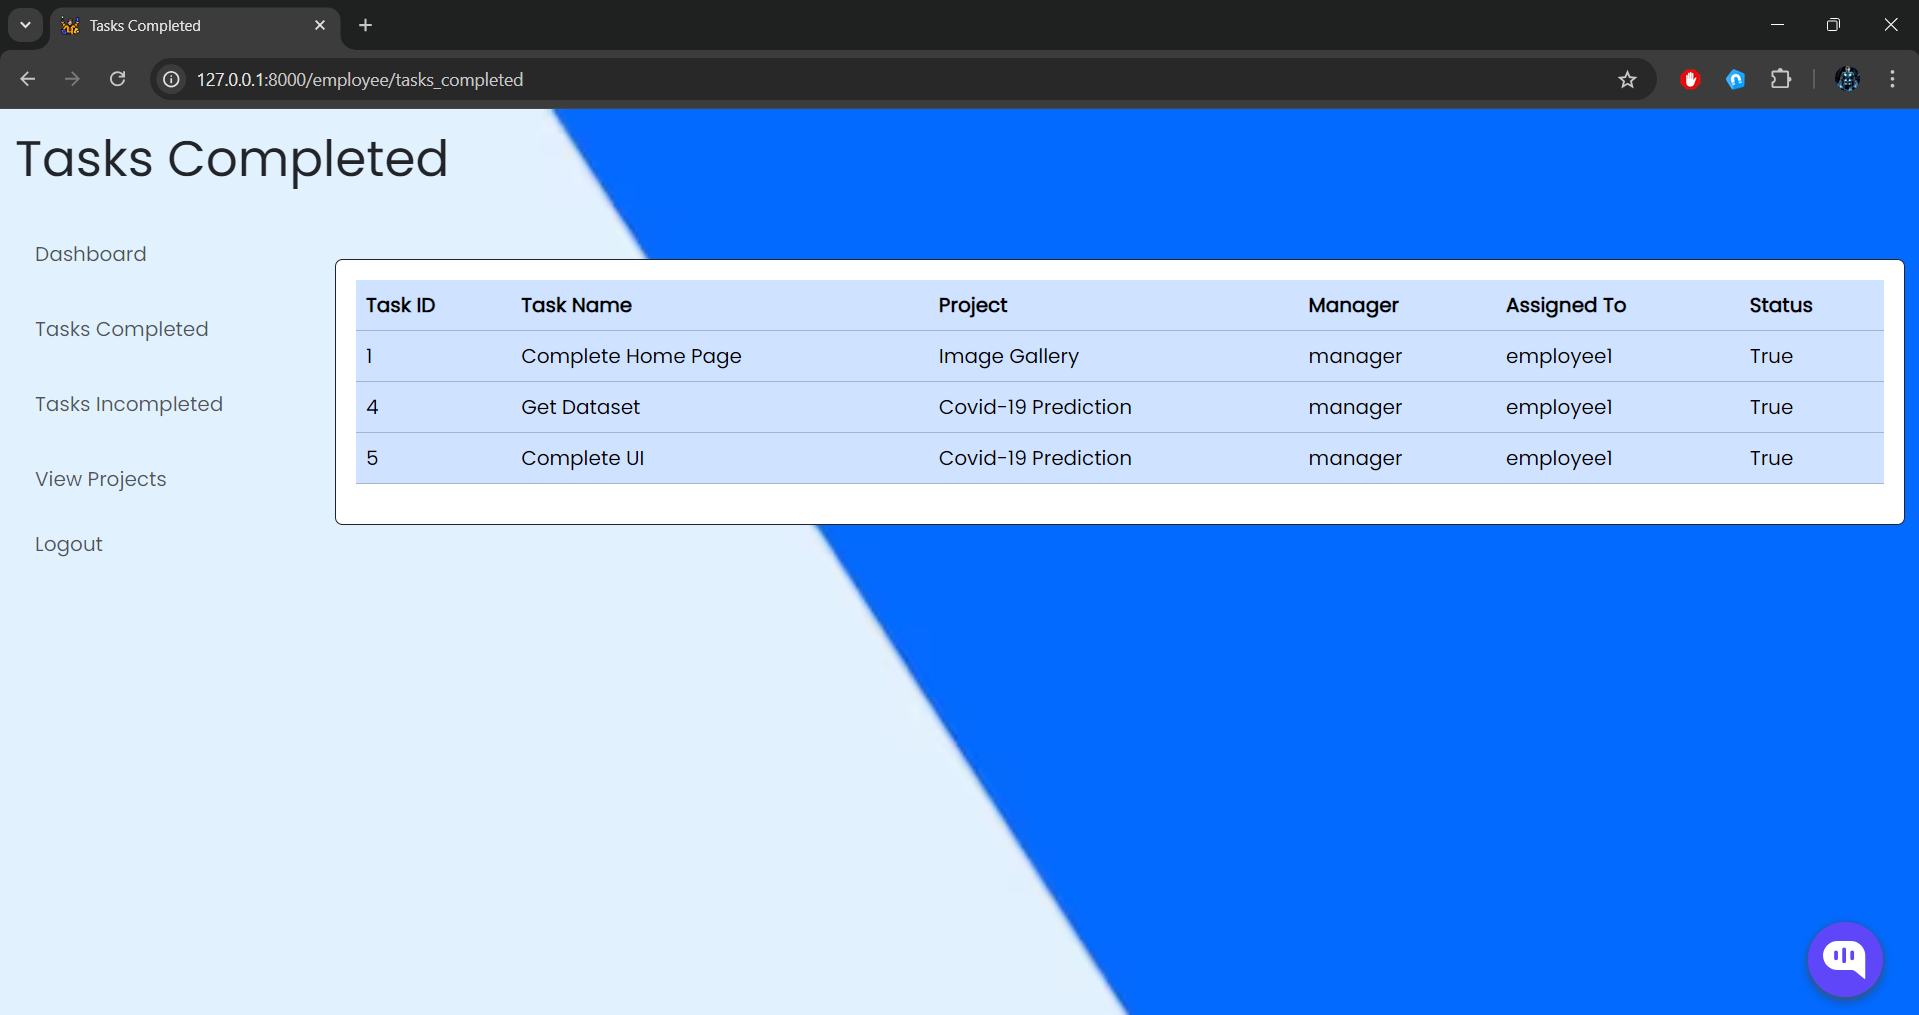 Tasks Completed
127.0.0.1:8000/employee/tasks_completed
Tasks Completed
Dashboard
Tasks Completed
Tasks Incompleted
View Projects
Logout
Task ID Task Name Project Manager Assigned To Status
1 Complete Home Page Image Gallery manager employee1 True
4 Get Dataset Covid-19 Prediction manager employee1 True
5 Complete UI Covid-19 Prediction manager employee1 True